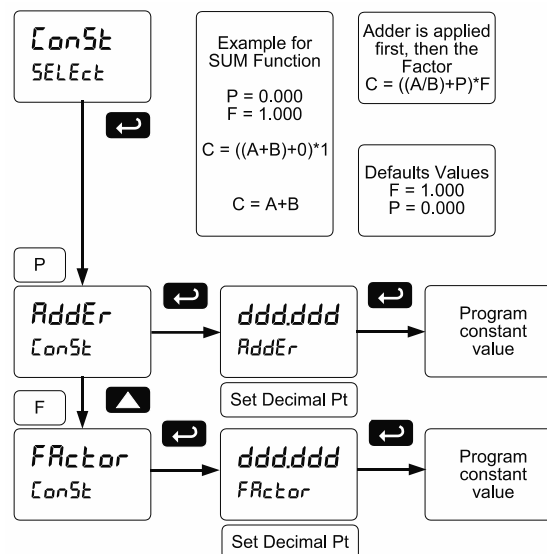 ConSt
SELEct
Example for
SUM Function
P = 0.000
F = 1.000
C = ((A+B)+0)*1
C = A+B
Adder is applied
first, then the
Factor
C = ((A/B)+P)*F
Defaults Values
F = 1.000
P = 0.000
P
AddEr
ConSt
ddd.ddd
AddEr
Program
constant
value
Set Decimal Pt
F
FActor
ConSt
ddd.ddd
FActor
Program
constant
value
Set Decimal Pt